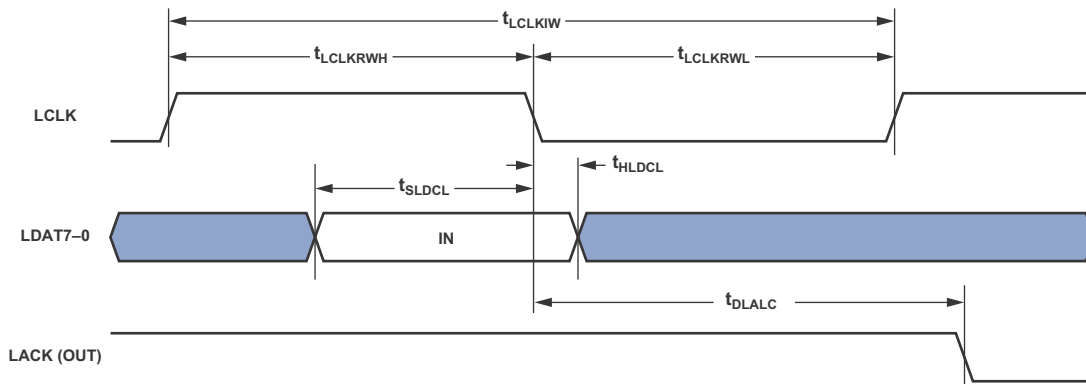 tLCLKIW
tLCLKRWH
tLCLKRWL
LCLK
tHLDCL
tSLDCL
LDAT7–0
IN
tDLALC
LACK (OUT)